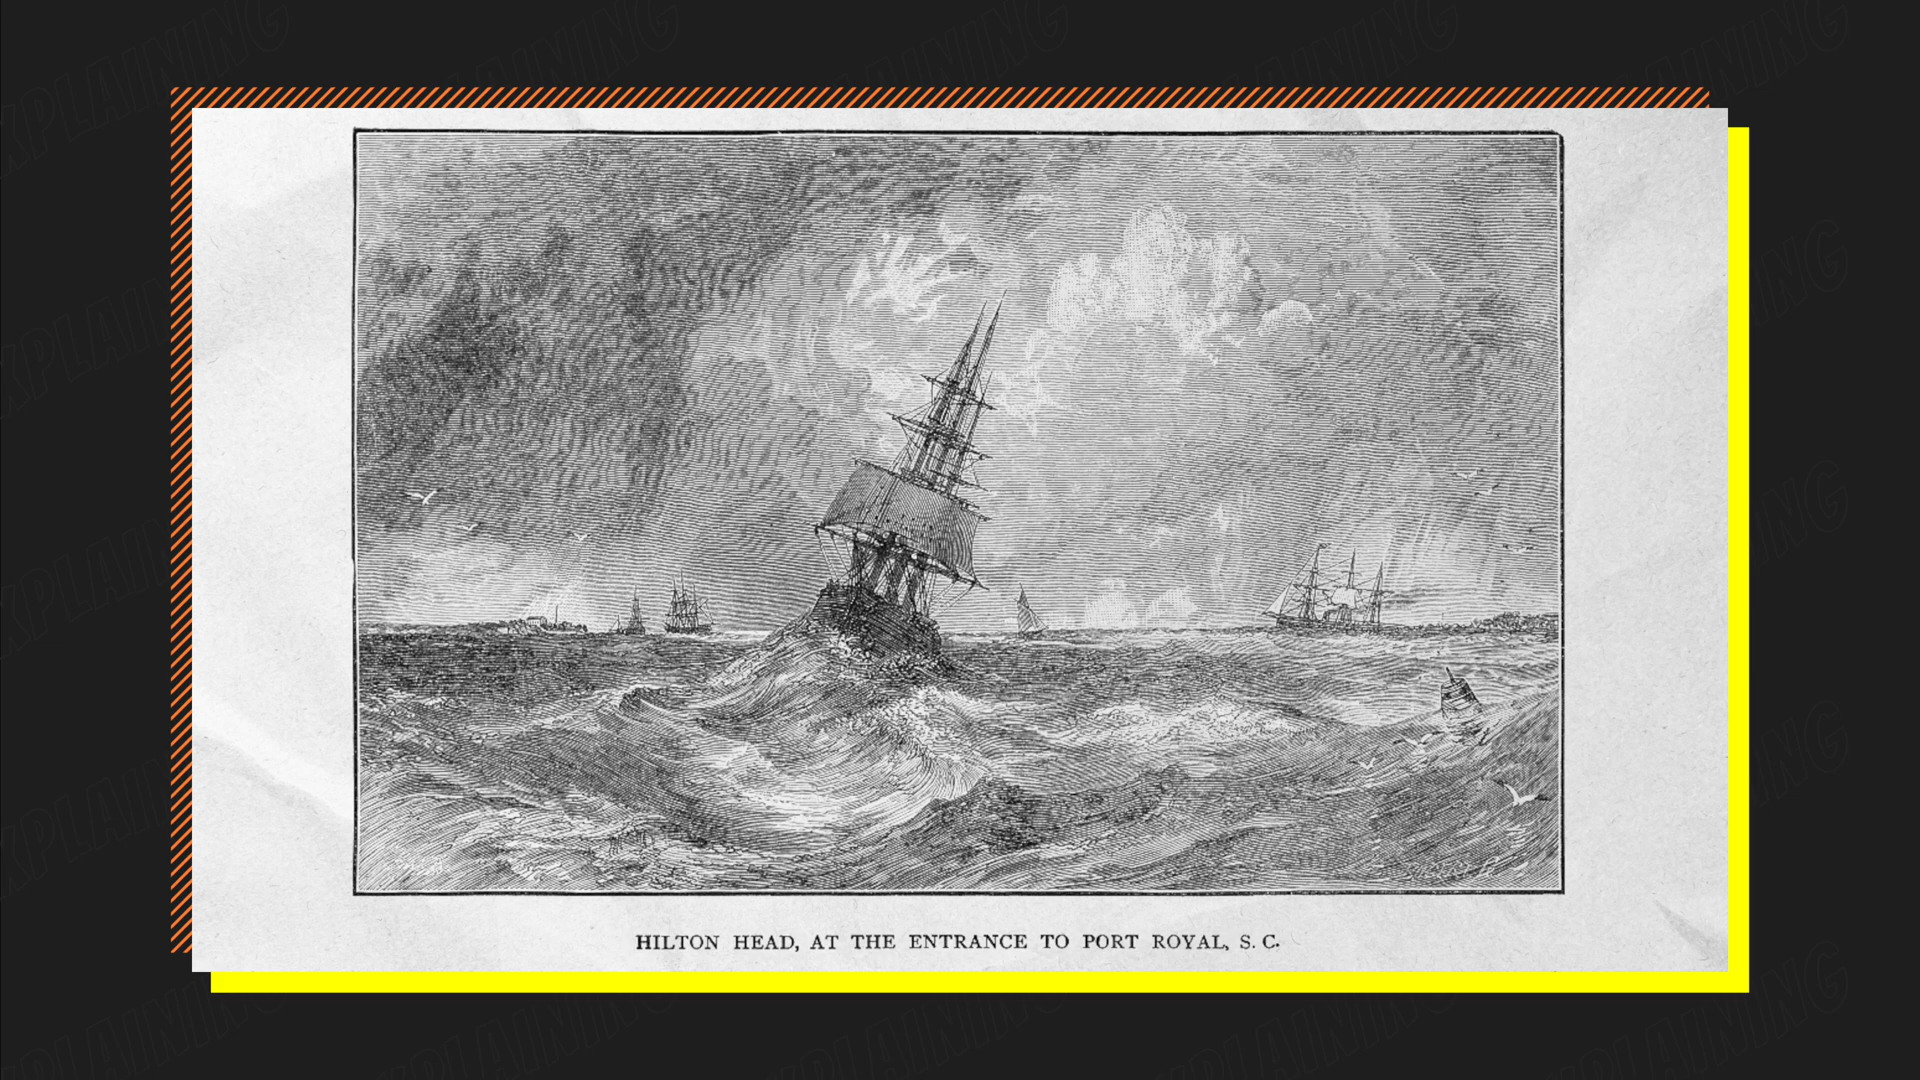 HILTON HEAD, AT THE ENTRANCE TO PORT ROYAL, S. C.